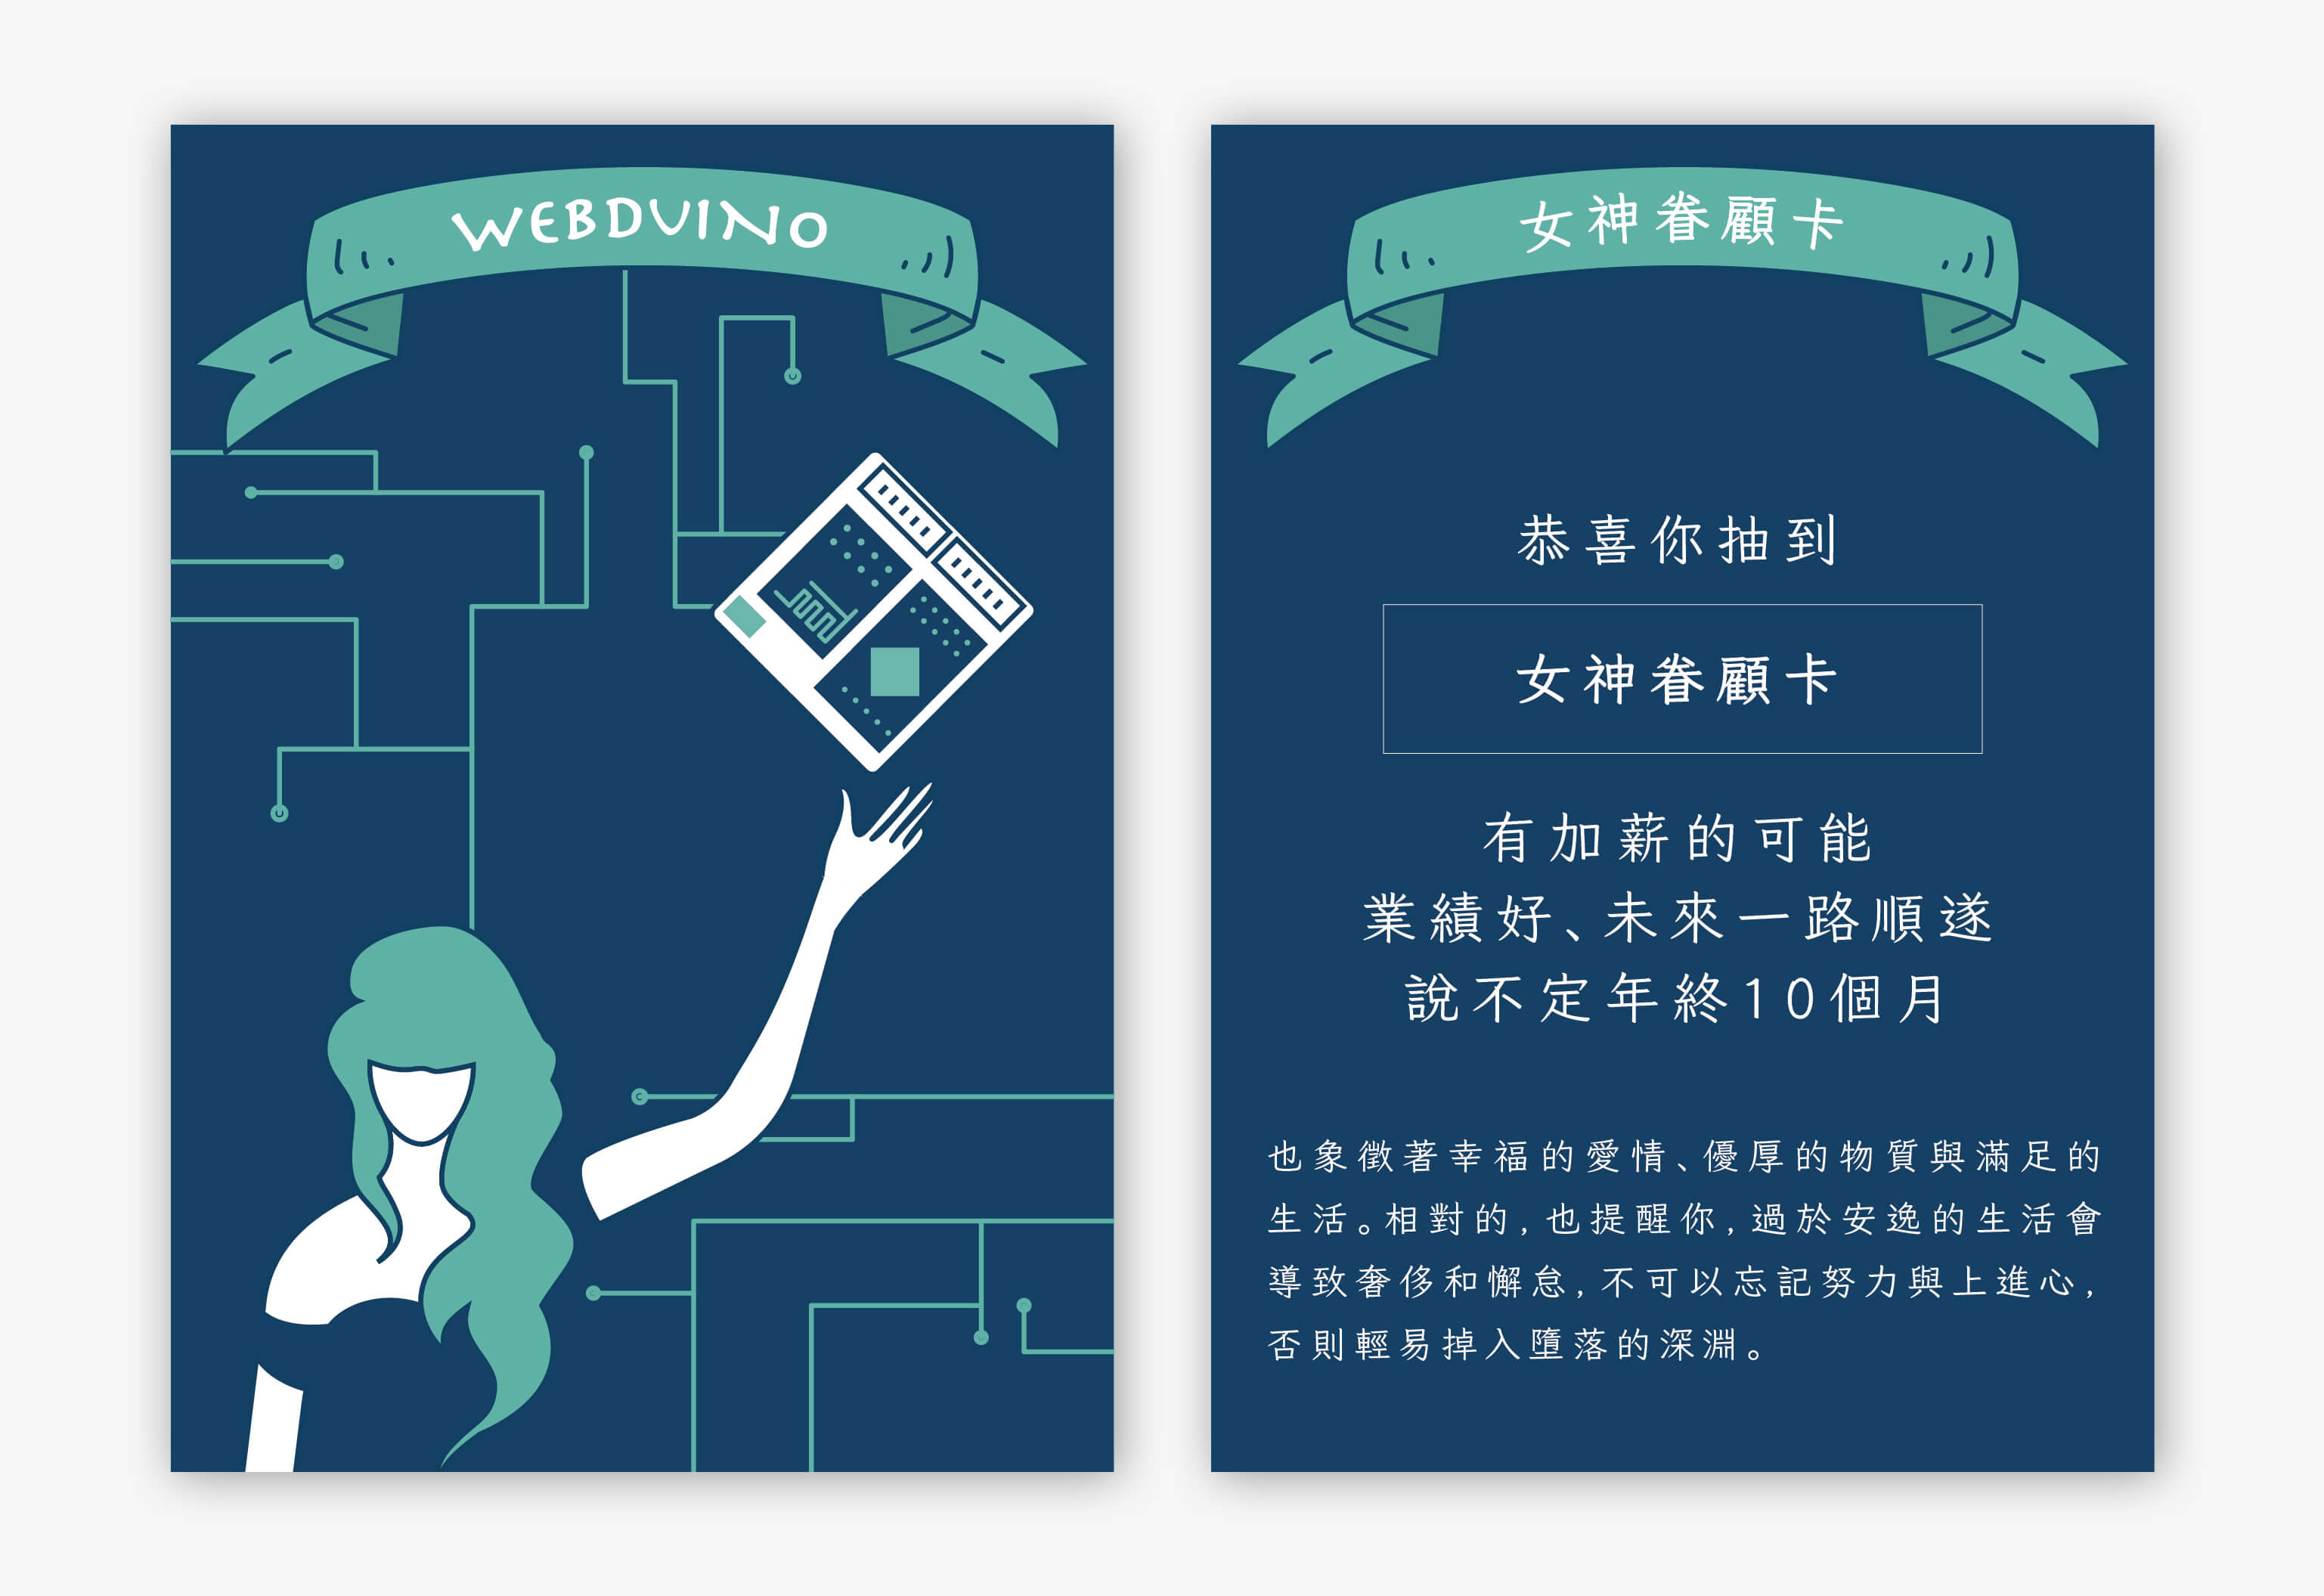 WEBDUINO
女神眷顧卡
恭喜你抽到
女神眷顧卡
有加薪的可能
業績好、未來一路順遂
說不定年終10個月
也象徵著幸福的愛情、優厚的物質與滿足的
生活。相對的，也提醒你，過於安逸的生活會
導致奢侈和懈怠，不可以忘記努力與上進心，
否則輕易掉入墮落的深淵。